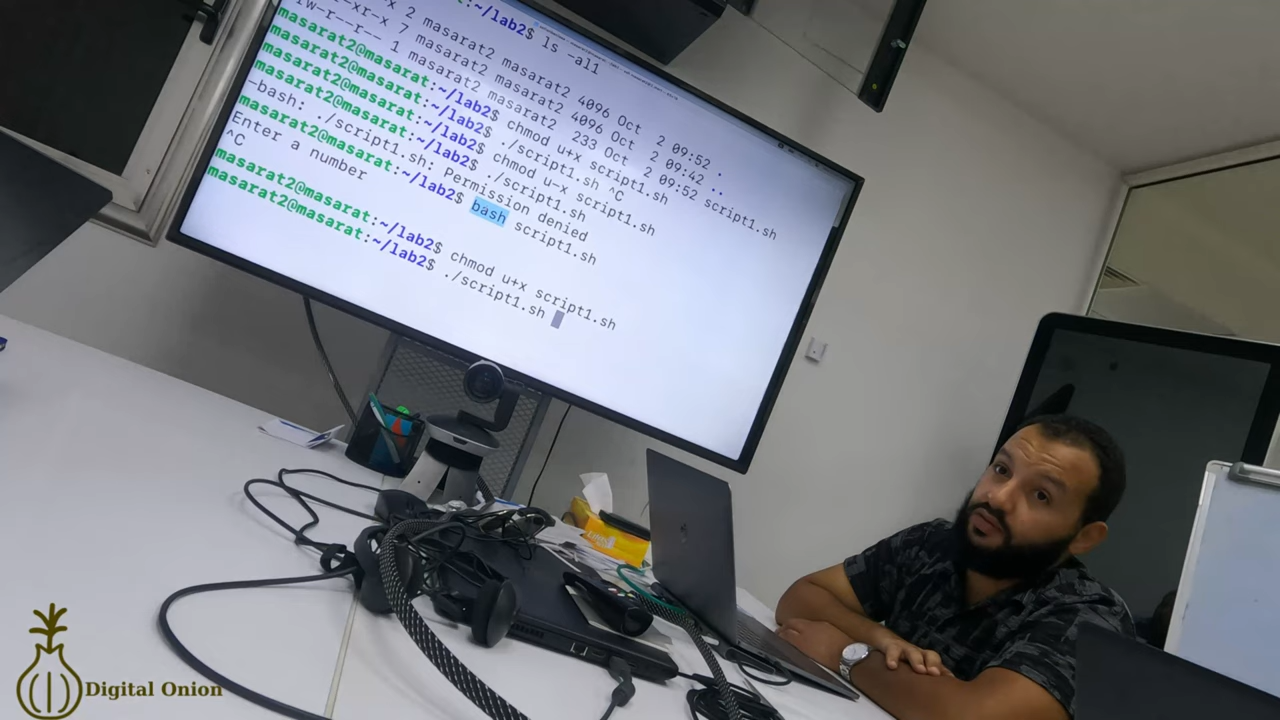 :~/lab2$ ls -all
-x 2 masarat2 masarat2 4096 Oct 2 09:52 .
-xr-x 7 masarat2 masarat2 4096 Oct 2 09:42 ..
rw-r--r-- 1 masarat2 masarat2 233 Oct 2 09:52 script1.sh
masarat2@masarat:~/lab2$ chmod u+x script1.sh
masarat2@masarat:~/lab2$ ./script1.sh ^C
masarat2@masarat:~/lab2$ chmod u-x script1.sh
masarat2@masarat:~/lab2$ ./script1.sh
-bash: ./script1.sh: Permission denied
masarat2@masarat:~/lab2$ bash script1.sh
Enter a number
^C
masarat2@masarat:~/lab2$ chmod u+x script1.sh
masarat2@masarat:~/lab2$ ./script1.sh
Digital Onion